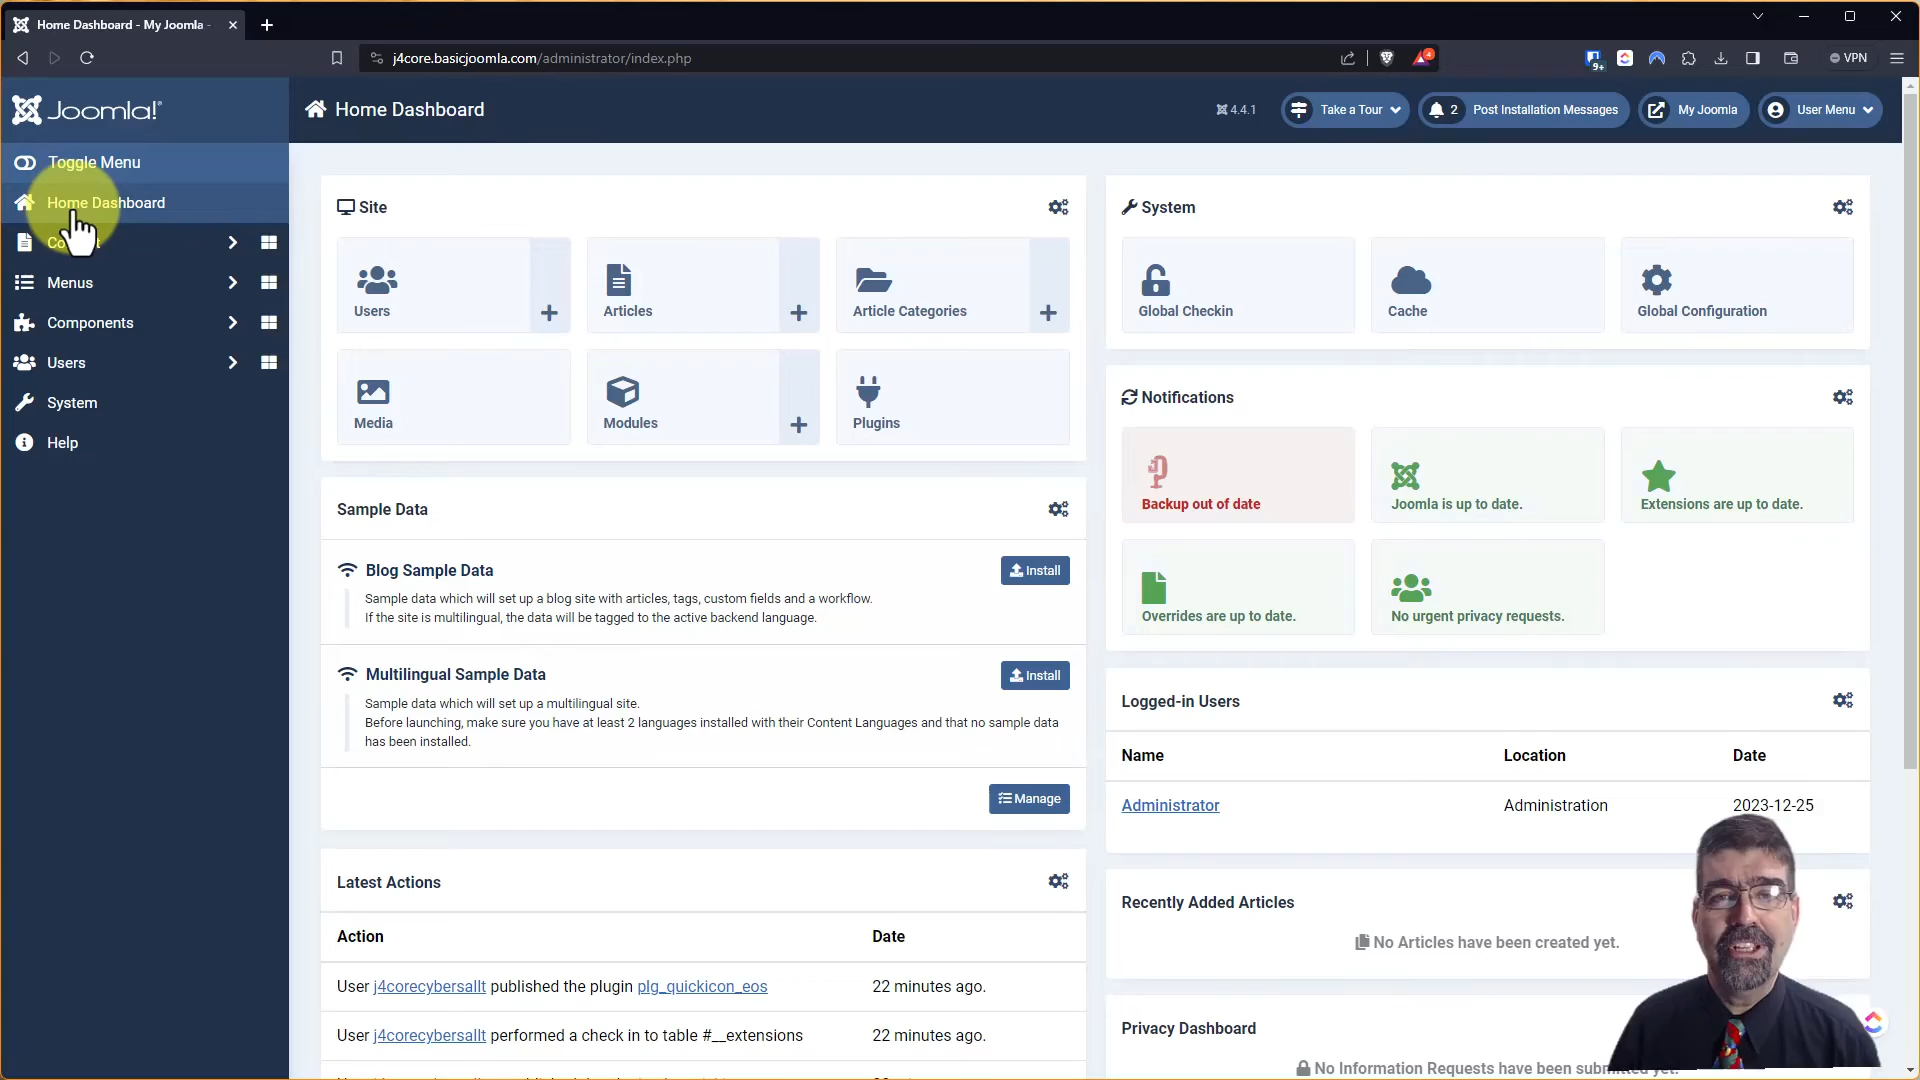 Home Dashboard - My Joomla -
j4core.basicjoomla.com/administrator/index.php
9+
VPN
Joomla!®
Home Dashboard
4.4.1
Take a Tour
2 Post Installation Messages
My Joomla
User Menu
Toggle Menu
Home Dashboard
Menus
Components
Users
System
Help
Site
Users
Articles
Article Categories
Media
Modules
Plugins
Sample Data
Blog Sample Data
Install
Sample data which will set up a blog site with articles, tags, custom fields and a workflow.
If the site is multilingual, the data will be tagged to the active backend language.
Multilingual Sample Data
Install
Sample data which will set up a multilingual site.
Before launching, make sure you have at least 2 languages installed with their Content Languages and that no sample data
has been installed.
Manage
Latest Actions
Action Date
User j4corecybersallt published the plugin plg_quickicon_eos 22 minutes ago.
User j4corecybersallt performed a check in to table #__extensions 22 minutes ago.
System
Global Checkin
Cache
Global Configuration
Notifications
Backup out of date
Joomla is up to date.
Extensions are up to date.
Overrides are up to date.
No urgent privacy requests.
Logged-in Users
Name Location Date
Administrator Administration 2023-12-25
Recently Added Articles
No Articles have been created yet.
Privacy Dashboard
No Information Requests have been submitted yet.